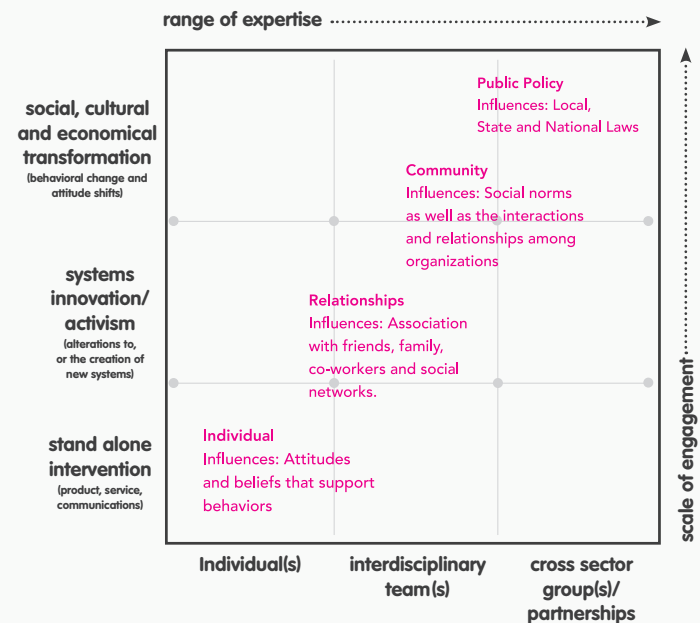 range of expertise
social, cultural
and economical
transformation
(behavioral change and
attitude shifts)
systems
innovation/
activism
(alterations to,
or the creation of
new systems)
stand alone
intervention
(product, service,
communications)
Public Policy
Influences: Local,
State and National Laws
Community
Influences: Social norms
as well as the interactions
and relationships among
organizations
Relationships
Influences: Association
with friends, family,
co-workers and social
networks.
Individual
Influences: Attitudes
and beliefs that support
behaviors
scale of engagement
Individual(s)
interdisciplinary
team(s)
cross sector
group(s)/
partnerships